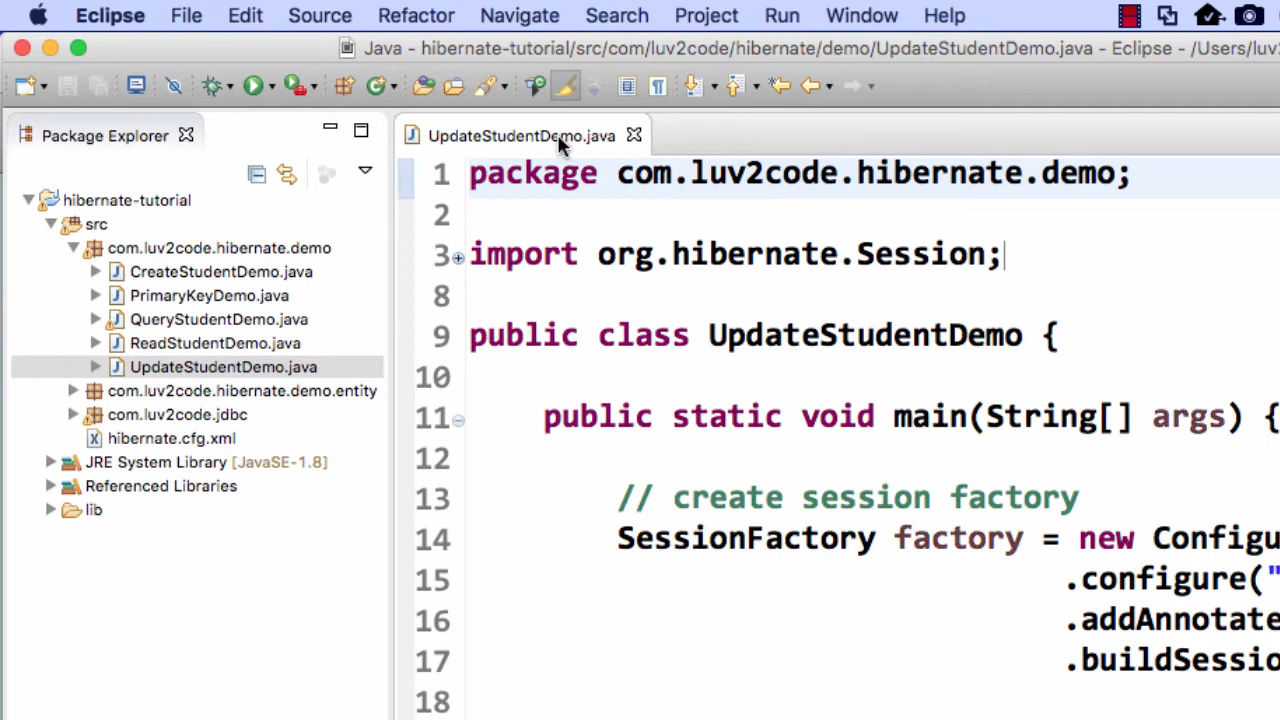 Eclipse File Edit Source Refactor Navigate Search Project Run Window Help
Java - hibernate-tutorial/src/com/luv2code/hibernate/demo/UpdateStudentDemo.java - Eclipse - /Users/luv
Package Explorer
UpdateStudentDemo.java
hibernate-tutorial
src
com.luv2code.hibernate.demo
CreateStudentDemo.java
PrimaryKeyDemo.java
QueryStudentDemo.java
ReadStudentDemo.java
UpdateStudentDemo.java
com.luv2code.hibernate.demo.entity
com.luv2code.jdbc
hibernate.cfg.xml
JRE System Library [JavaSE-1.8]
Referenced Libraries
lib
1 package com.luv2code.hibernate.demo;
2
3 import org.hibernate.Session;
8
9 public class UpdateStudentDemo {
10
11 public static void main(String[] args) {
12
13 // create session factory
14 SessionFactory factory = new Configu
15 .configure("
16 .addAnnotate
17 .buildSessio
18